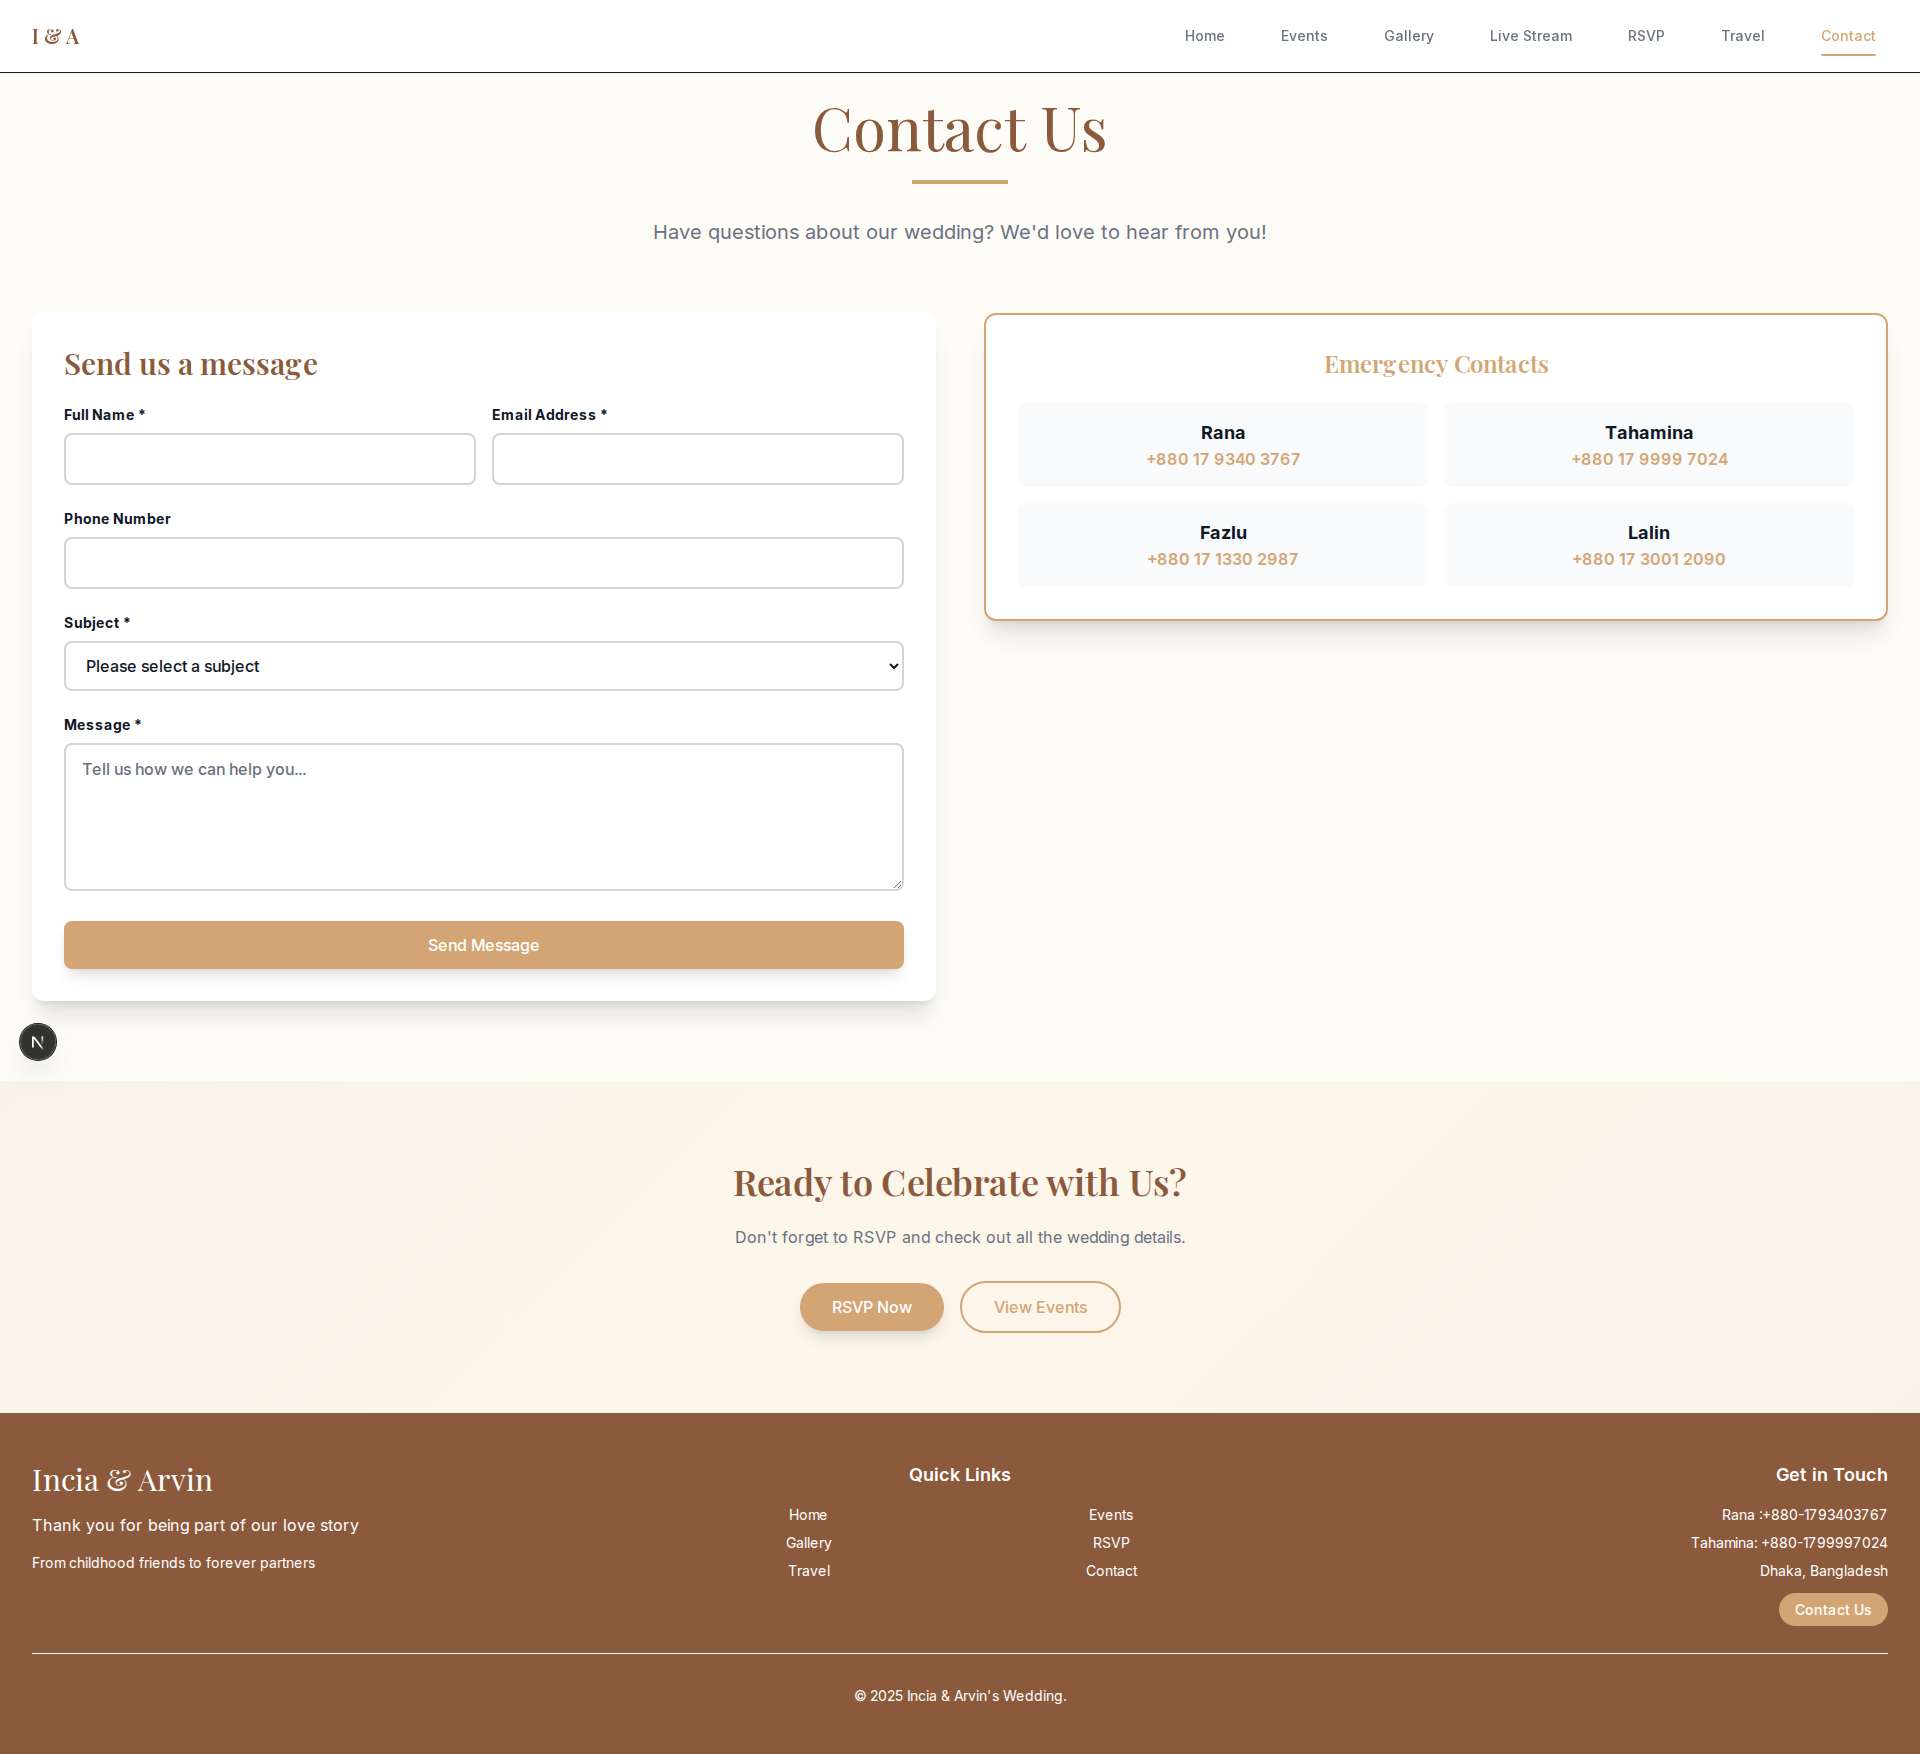 I & A
Home Events Gallery Live Stream RSVP Travel Contact
Contact Us
Have questions about our wedding? We'd love to hear from you!
Send us a message
Full Name *
Email Address *
Phone Number
Subject *
Please select a subject
Message *
Tell us how we can help you...
Send Message
Emergency Contacts
Rana
+880 17 9340 3767
Tahamina
+880 17 9999 7024
Fazlu
+880 17 1330 2987
Lalin
+880 17 3001 2090
N
Ready to Celebrate with Us?
Don't forget to RSVP and check out all the wedding details.
RSVP Now
View Events
Incia & Arvin
Thank you for being part of our love story
From childhood friends to forever partners
Quick Links
Home
Events
Gallery
RSVP
Travel
Contact
Get in Touch
Rana :+880-1793403767
Tahamina: +880-1799997024
Dhaka, Bangladesh
Contact Us
© 2025 Incia & Arvin's Wedding.